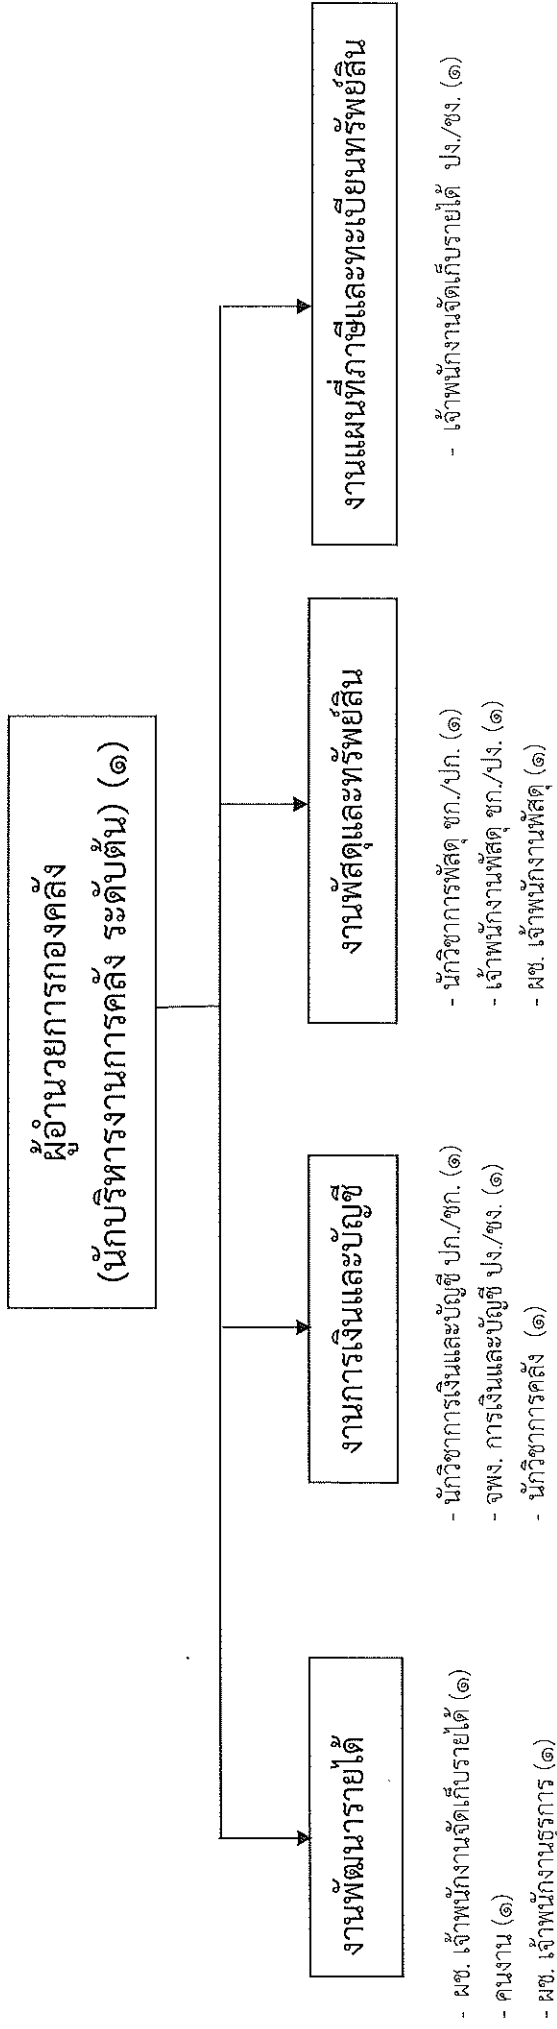 ผู้อำนวยการกองคลัง
(นักบริหารงานการคลัง ระดับต้น) (๑)
งานพัฒนารายได้
- ผช. เจ้าพนักงานจัดเก็บรายได้ (๑)
- คนงาน (๑)
- ผช. เจ้าพนักงานธุรการ (๑)
งานการเงินและบัญชี
- นักวิชาการเงินและบัญชี ปก./ชก. (๑)
- จพง. การเงินและบัญชี ปง./ชง. (๑)
- นักวิชาการคลัง (๑)
งานพัสดุและทรัพย์สิน
- นักวิชาการพัสดุ ชก./ปก. (๑)
- เจ้าพนักงานพัสดุ ชก./ปง. (๑)
- ผช. เจ้าพนักงานพัสดุ (๑)
งานแผนที่ภาษีและทะเบียนทรัพย์สิน
- เจ้าพนักงานจัดเก็บรายได้ ปง./ชง. (๑)